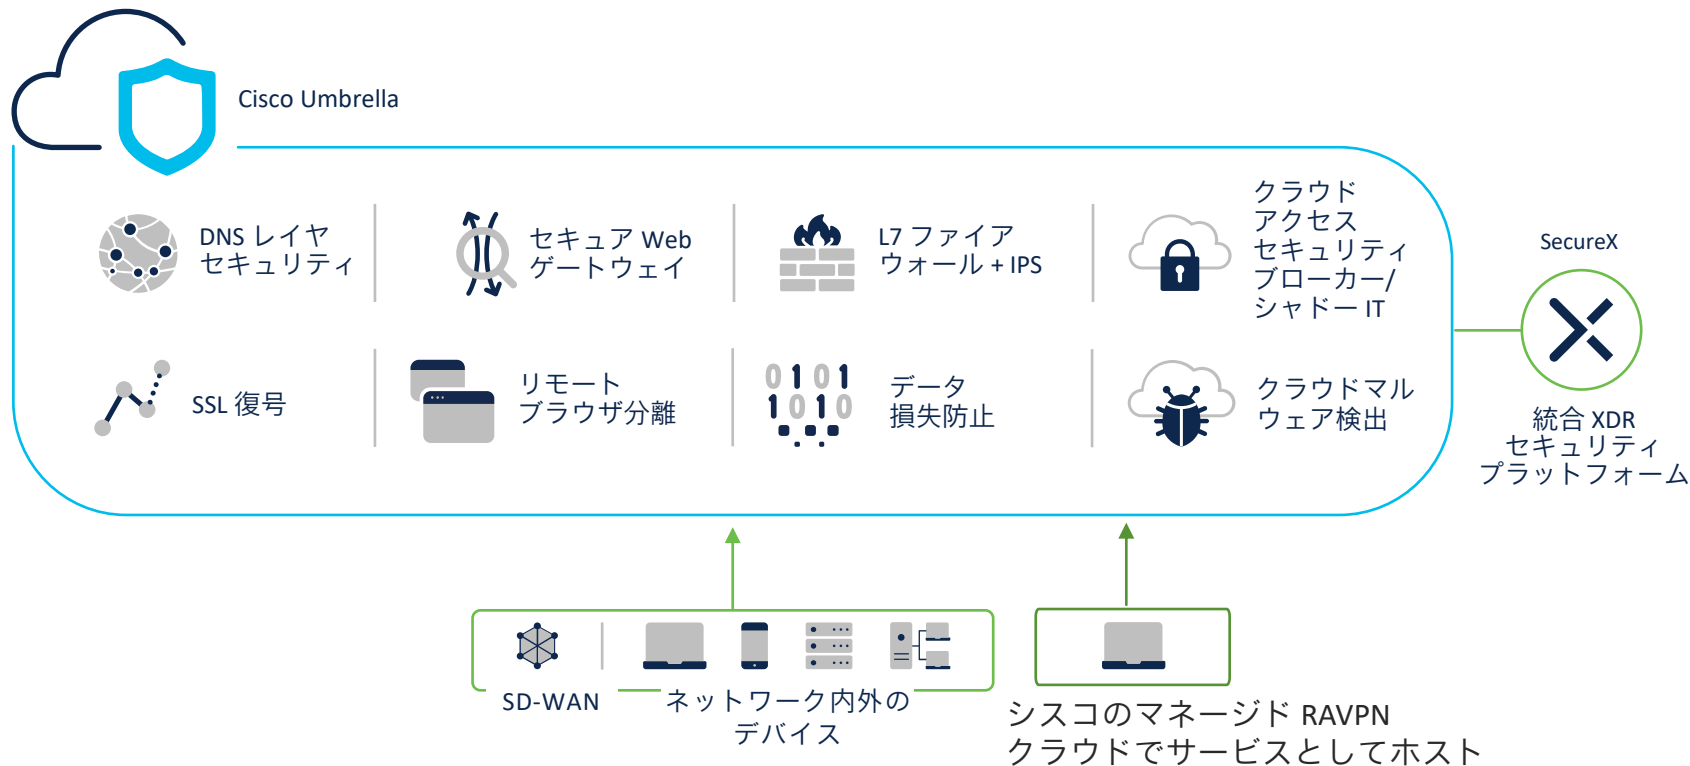 Cisco Umbrella
DNS レイヤ
セキュリティ
セキュア Web
ゲートウェイ
L7 ファイア
ウォール + IPS
クラウド
アクセス
セキュリティ
ブローカー/
シャドー IT
SSL 復号
リモート
ブラウザ分離
0101
1010
データ
損失防止
クラウドマル
ウェア検出
SecureX
統合 XDR
セキュリティ
プラットフォーム
SD-WAN
ネットワーク内外の
デバイス
シスコのマネージド RAVPN
クラウドでサービスとしてホスト